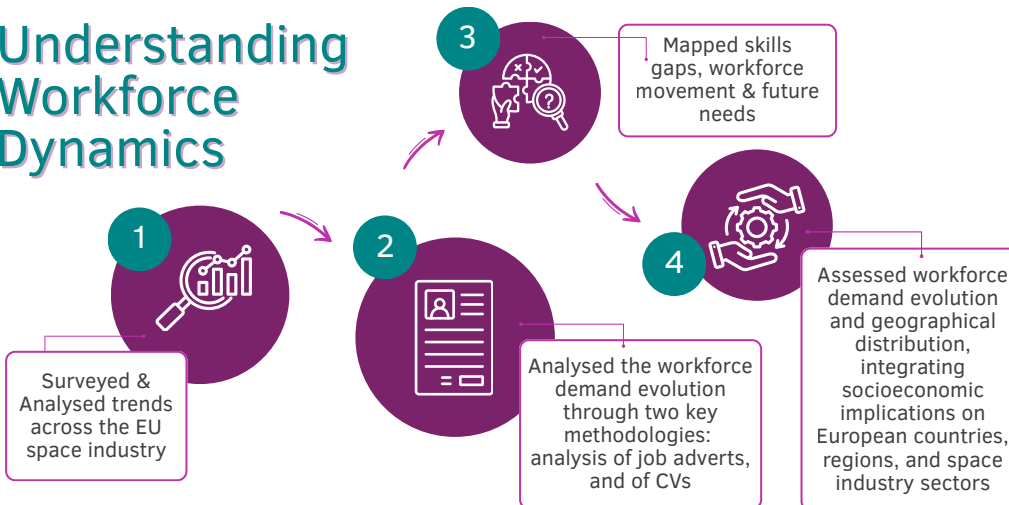 Understanding
Workforce
Dynamics
1
Surveyed &
Analysed trends
across the EU
space industry
2
Analysed the workforce
demand evolution
through two key
methodologies:
analysis of job adverts,
and of CVs
3
Mapped skills
gaps, workforce
movement & future
needs
4
Assessed workforce
demand evolution
and geographical
distribution,
integrating
socioeconomic
implications on
European countries,
regions, and space
industry sectors